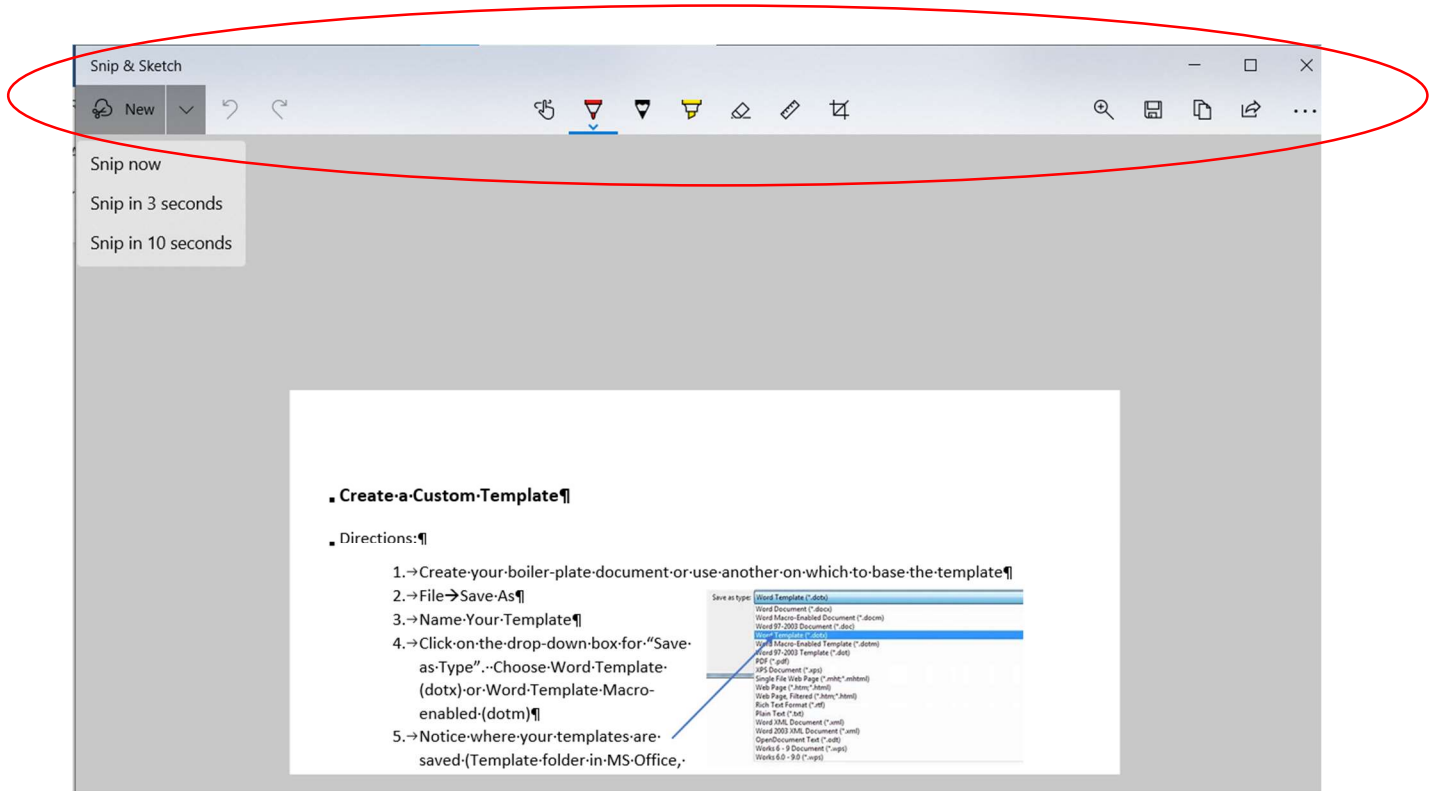 Snip & Sketch
New
Snip now
Snip in 3 seconds
Snip in 10 seconds
Create·a·Custom·Template¶
Directions:¶
1.→Create·your·boiler-plate·document·or·use·another·on·which·to·base·the·template¶
2.→File→Save·As¶
3.→Name·Your·Template¶
4.→Click·on·the·drop-down·box·for·“Save·
as·Type”.··Choose·Word·Template·
(dotx)·or·Word·Template·Macro-
enabled·(dotm)¶
5.→Notice·where·your·templates·are·
saved·(Template·folder·in·MS·Office,·
Save as type: Word Template (*.dotx)
Word Document (*.docx)
Word Macro-Enabled Document (*.docm)
Word 97-2003 Document (*.doc)
Word Template (*.dotx)
Word Macro-Enabled Template (*.dotm)
Word 97-2003 Template (*.dot)
PDF (*.pdf)
XPS Document (*.xps)
Single File Web Page (*.mht;*.mhtml)
Web Page (*.htm;*.html)
Web Page, Filtered (*.htm;*.html)
Rich Text Format (*.rtf)
Plain Text (*.txt)
Word XML Document (*.xml)
Word 2003 XML Document (*.xml)
OpenDocument Text (*.odt)
Works 6 - 9 Document (*.wps)
Works 6.0 - 9.0 (*.wps)